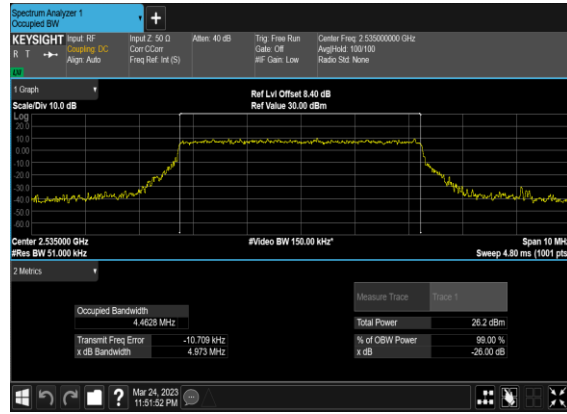 Spectrum Analyzer 1
Occupied BW
+
KEYSIGHT Input: RF Input Z: 50 Ω Atten: 40 dB Trig: Free Run Center Freq: 2.535000000 GHz
R T Coupling: DC Corr CCorr Gate: Off Avg|Hold: 100/100
Align: Auto Freq Ref: Int (S) #IF Gain: Low Radio Std: None
LW
1 Graph
Ref Lvl Offset 8.40 dB
Scale/Div 10.0 dB Ref Value 30.00 dBm
Log
20.0
10.0
0.00
-10.0
-20.0
-30.0
-40.0
-50.0
-60.0
Center 2.535000 GHz #Video BW 150.00 kHz* Span 10 MHz
#Res BW 51.000 kHz Sweep 4.80 ms (1001 pts)
2 Metrics
Measure Trace Trace 1
Occupied Bandwidth
4.4628 MHz Total Power 26.2 dBm
Transmit Freq Error -10.709 kHz % of OBW Power 99.00 %
x dB Bandwidth 4.973 MHz x dB -26.00 dB
? Mar 24, 2023
11:51:52 PM